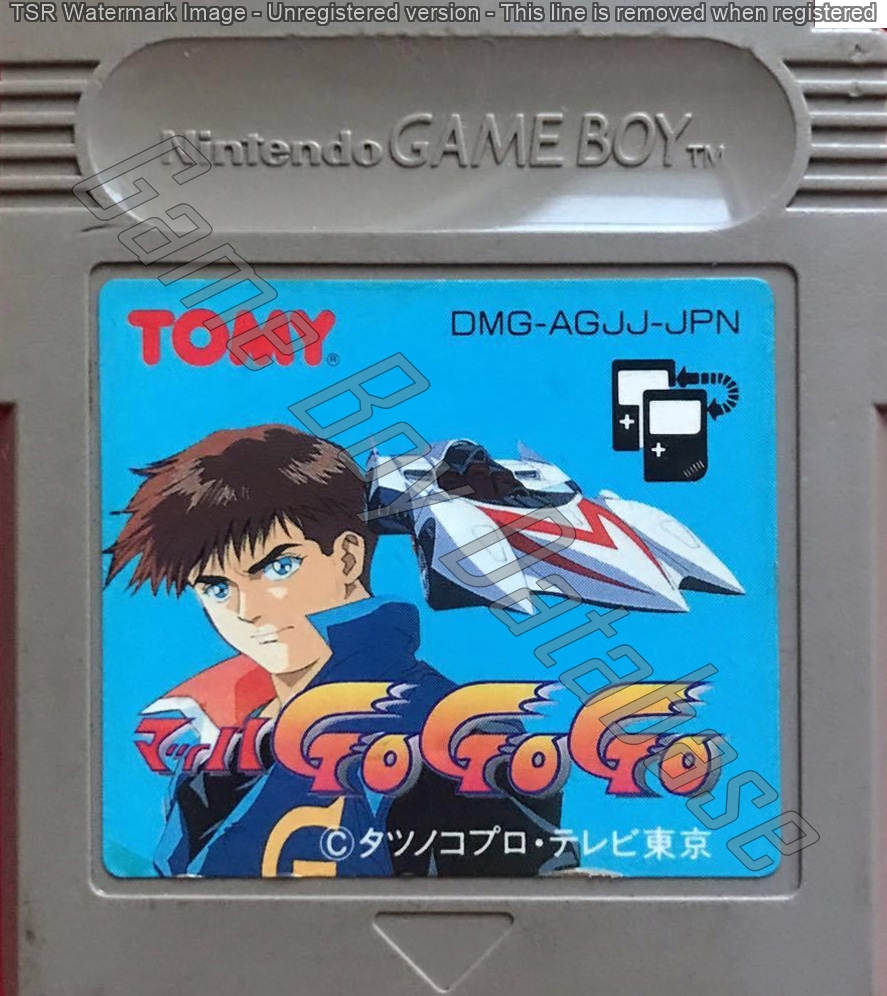 TSR Watermark Image - Unregistered version - This line is removed when registered
Nintendo GAME BOY™
TOMY®
DMG-AGJJ-JPN
Game Boy Database
マッハGoGoGo
G
©タツノコプロ・テレビ東京